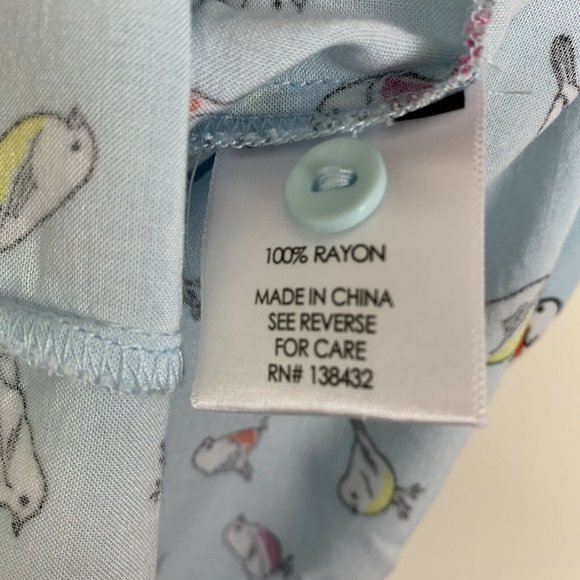 100% RAYON
MADE IN CHINA
SEE REVERSE
FOR CARE
RN# 138432